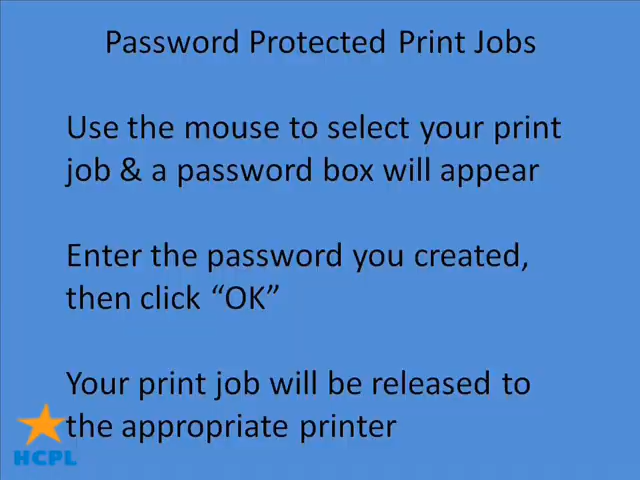 Password Protected Print Jobs
Use the mouse to select your print
job & a password box will appear
Enter the password you created,
then click “OK”
Your print job will be released to
the appropriate printer
HCPL